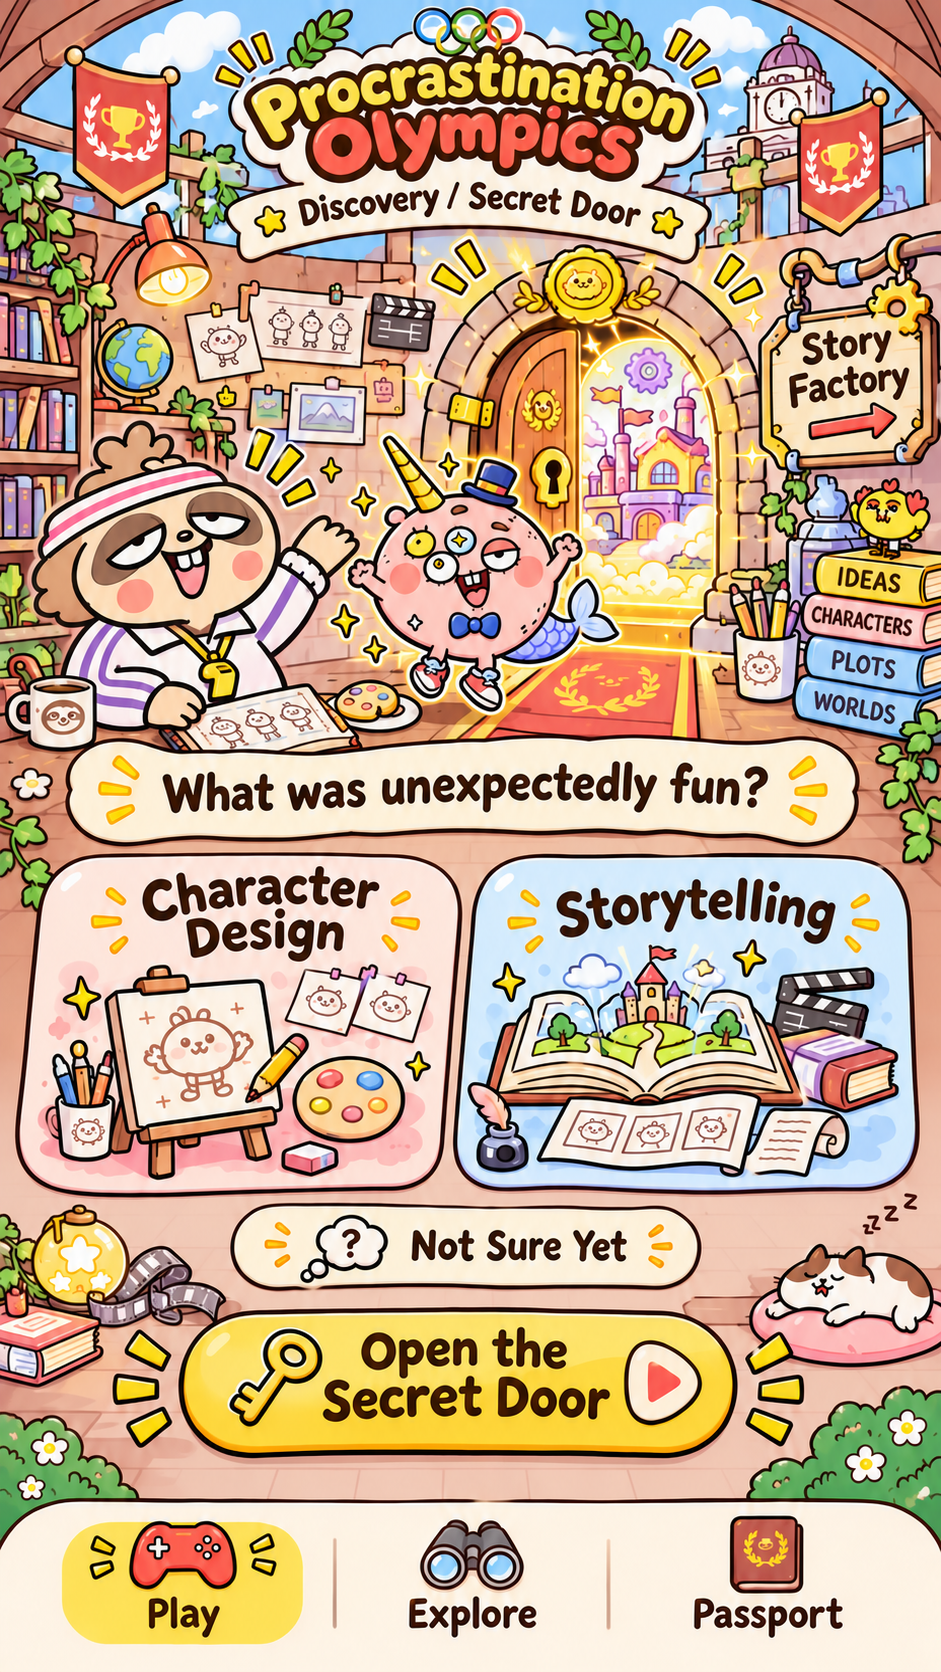 Procrastination
Olympics
Discovery / Secret Door
Story
Factory
IDEAS
CHARACTERS
PLOTS
WORLDS
What was unexpectedly fun?
Character
Design
Storytelling
zzzz
?
Not Sure Yet
Open the
Secret Door
Play
Explore
Passport